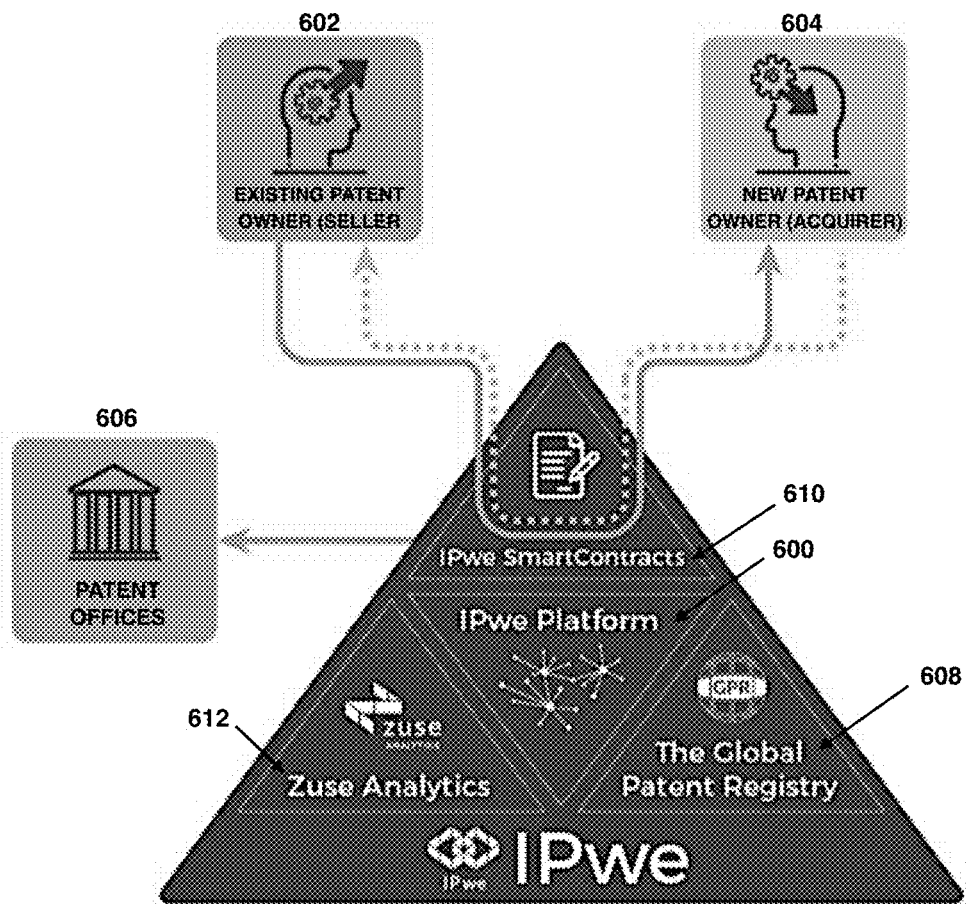 602
604
EXISTING PATENT
OWNER (SELLER
NEW PATENT
OWNER (ACQUIRER)
606
PATENT
OFFICES
610
IPwe SmartContracts
600
IPwe Platform
608
GPR
612
zuse
ANALYTICS
The Global
Patent Registry
Zuse Analytics
IPwe
IPwe